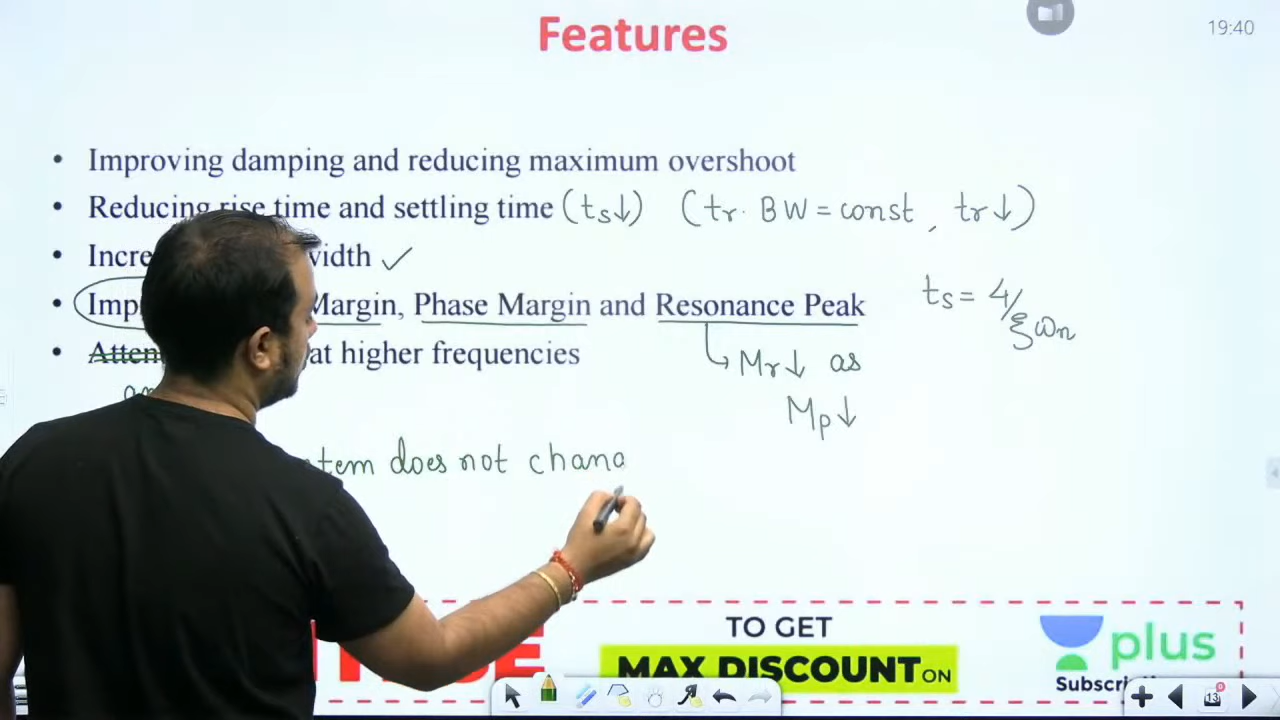 Features
19:40
• Improving damping and reducing maximum overshoot
• Reducing rise time and settling time (ts↓) (tr. BW = const, tr↓)
• Incre width ✓
• Imp Margin, Phase Margin and Resonance Peak
ts = 4/ξωn
• Atten at higher frequencies
Mr↓ as
Mp↓
tem does not chang
TO GET
MAX DISCOUNT ON
plus
Subscri
13